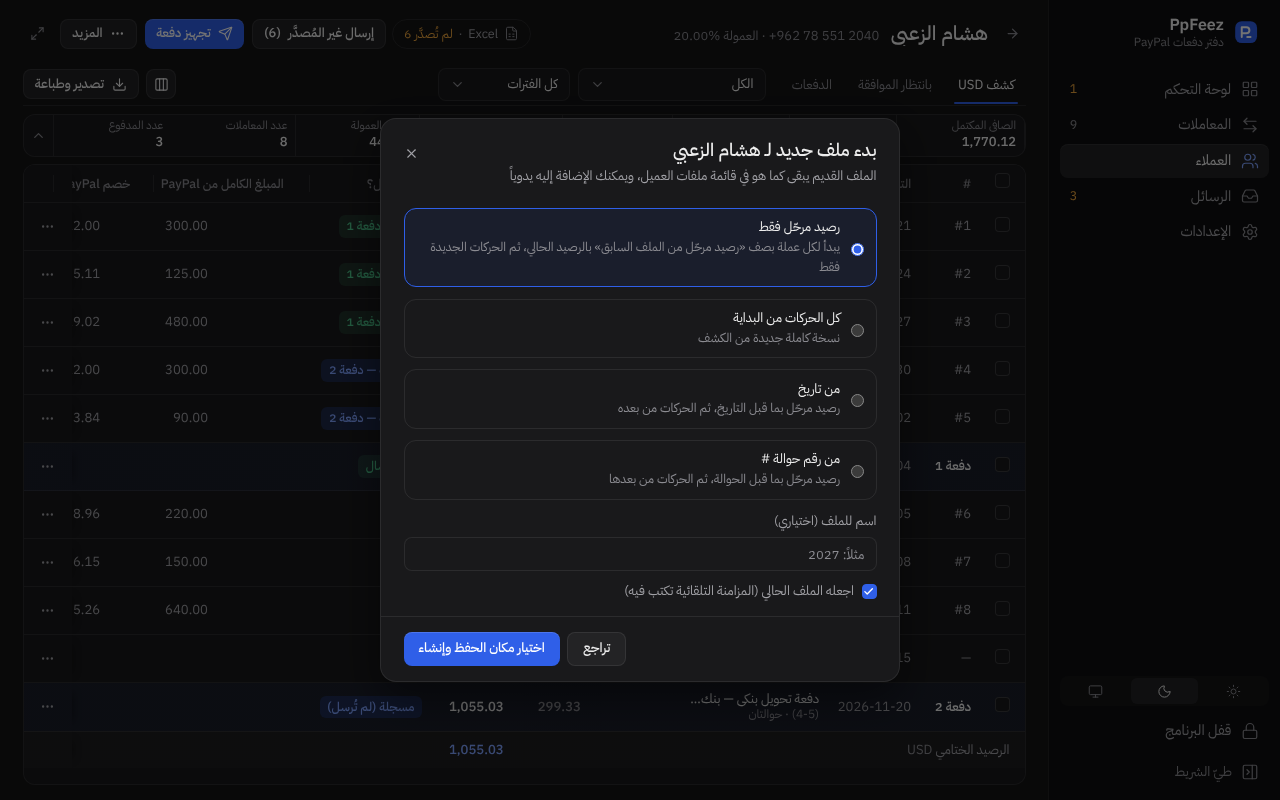 PpFeez
دفتر دفعات PayPal
لوحة التحكم 1
المعاملات 9
العملاء
الرسائل 3
الإعدادات
قفل البرنامج
طيّ الشريط
هشام الزعبي
+962 78 551 2040 · العمولة 20.00%
Excel · لم تُصدَّر 6
إرسال غير المُصدَّر (6)
تجهيز دفعة
المزيد
كشف USD
بانتظار الموافقة
الدفعات
الكل
كل الفترات
تصدير وطباعة
الصافي المكتمل
1,770.12
عدد المعاملات
8
عدد المدفوع
3
# المبلغ الكامل من PayPal
#1 300.00 2.00
#2 125.00 5.11
#3 480.00 9.02
#4 300.00 2.00
#5 90.00 3.84
دفعة 1
#6 220.00 8.96
#7 150.00 6.15
#8 640.00 5.26
—
دفعة 2 2026-11-20 دفعة تحويل بنكي — بنك... 299.33 1,055.03 مسجلة (لم تُرسل)
(4-5) · حوالتان
الرصيد الختامي USD 1,055.03
بدء ملف جديد لـ هشام الزعبي
الملف القديم يبقى كما هو في قائمة ملفات العميل، ويمكنك الإضافة إليه يدوياً
رصيد مرحّل فقط
يبدأ لكل عملة بصف «رصيد مرحّل من الملف السابق» بالرصيد الحالي، ثم الحركات الجديدة
فقط
كل الحركات من البداية
نسخة كاملة جديدة من الكشف
من تاريخ
رصيد مرحّل بما قبل التاريخ، ثم الحركات من بعده
من رقم حوالة #
رصيد مرحّل بما قبل الحوالة، ثم الحركات من بعدها
اسم للملف (اختياري)
مثلاً: 2027
اجعله الملف الحالي (المزامنة التلقائية تكتب فيه)
تراجع
اختيار مكان الحفظ وإنشاء